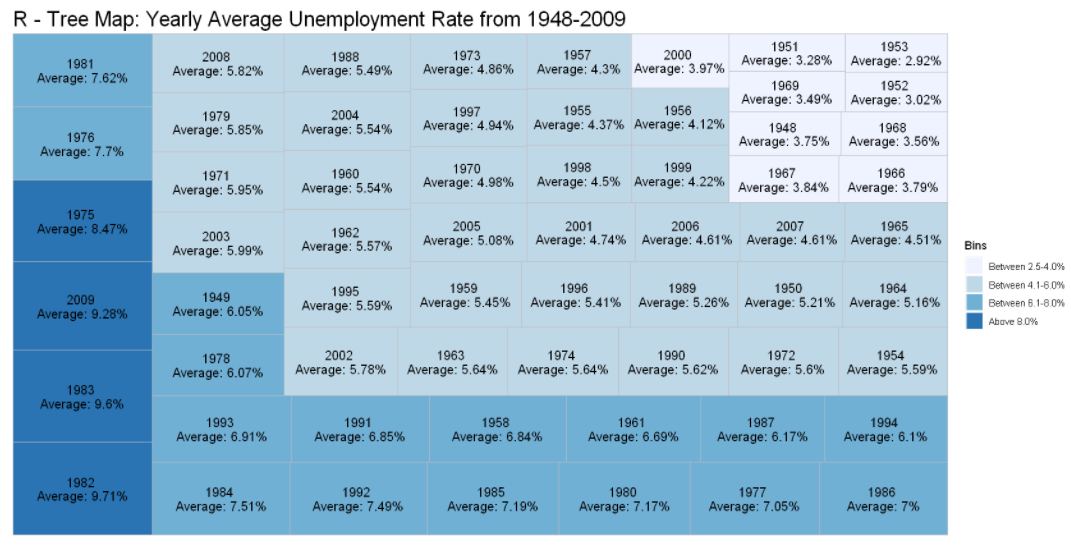 R - Tree Map: Yearly Average Unemployment Rate from 1948-2009
1981
Average: 7.62%
1976
Average: 7.7%
1975
Average: 8.47%
2009
Average: 9.28%
1983
Average: 9.6%
1982
Average: 9.71%
2008
Average: 5.82%
1979
Average: 5.85%
1971
Average: 5.95%
2003
Average: 5.99%
1949
Average: 6.05%
1978
Average: 6.07%
1988
Average: 5.49%
2004
Average: 5.54%
1960
Average: 5.54%
1962
Average: 5.57%
1995
Average: 5.59%
1973
Average: 4.86%
1997
Average: 4.94%
1970
Average: 4.98%
1957
Average: 4.3%
1955
Average: 4.37%
1998
Average: 4.5%
2000
Average: 3.97%
1956
Average: 4.12%
1999
Average: 4.22%
1951
Average: 3.28%
1953
Average: 2.92%
1969
Average: 3.49%
1952
Average: 3.02%
1948
Average: 3.75%
1968
Average: 3.56%
1967
Average: 3.84%
1966
Average: 3.79%
2005
Average: 5.08%
2001
Average: 4.74%
2006
Average: 4.61%
2007
Average: 4.61%
1965
Average: 4.51%
1959
Average: 5.45%
1996
Average: 5.41%
1989
Average: 5.26%
1950
Average: 5.21%
1964
Average: 5.16%
2002
Average: 5.78%
1963
Average: 5.64%
1974
Average: 5.64%
1990
Average: 5.62%
1972
Average: 5.6%
1954
Average: 5.59%
1993
Average: 6.91%
1991
Average: 6.85%
1958
Average: 6.84%
1961
Average: 6.69%
1987
Average: 6.17%
1994
Average: 6.1%
1984
Average: 7.51%
1992
Average: 7.49%
1985
Average: 7.19%
1980
Average: 7.17%
1977
Average: 7.05%
1986
Average: 7%
Bins
Between 2.5-4.0%
Between 4.1-6.0%
Between 6.1-8.0%
Above 8.0%